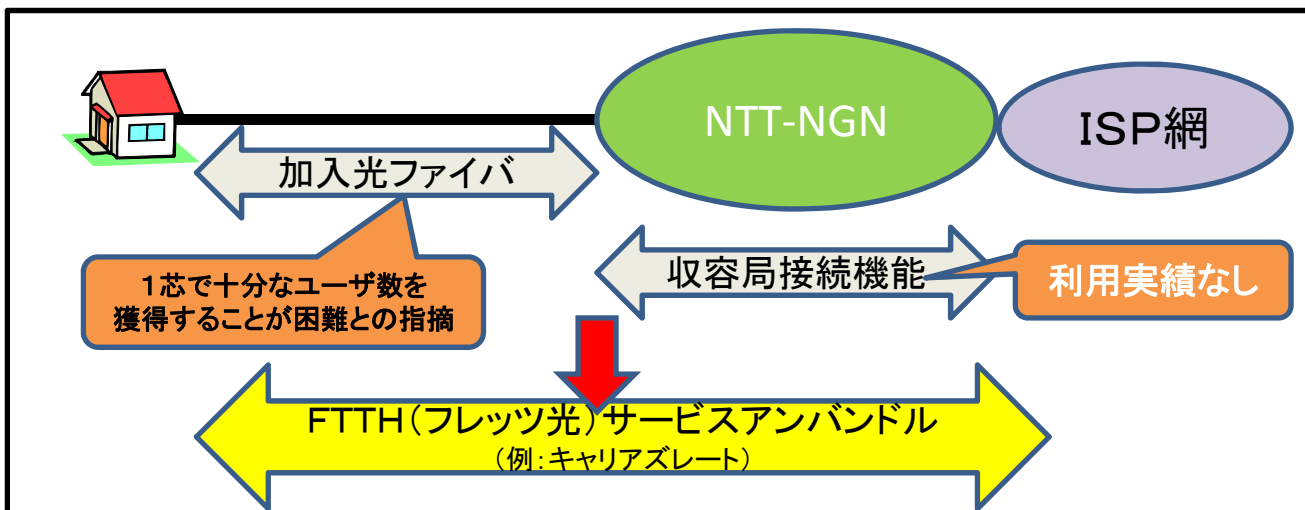 NTT-NGN
ISP網
加入光ファイバ
収容局接続機能
利用実績なし
1芯で十分なユーザ数を
獲得することが困難との指摘
FTTH(フレッツ光)サービスアンバンドル
(例:キャリアズレート)